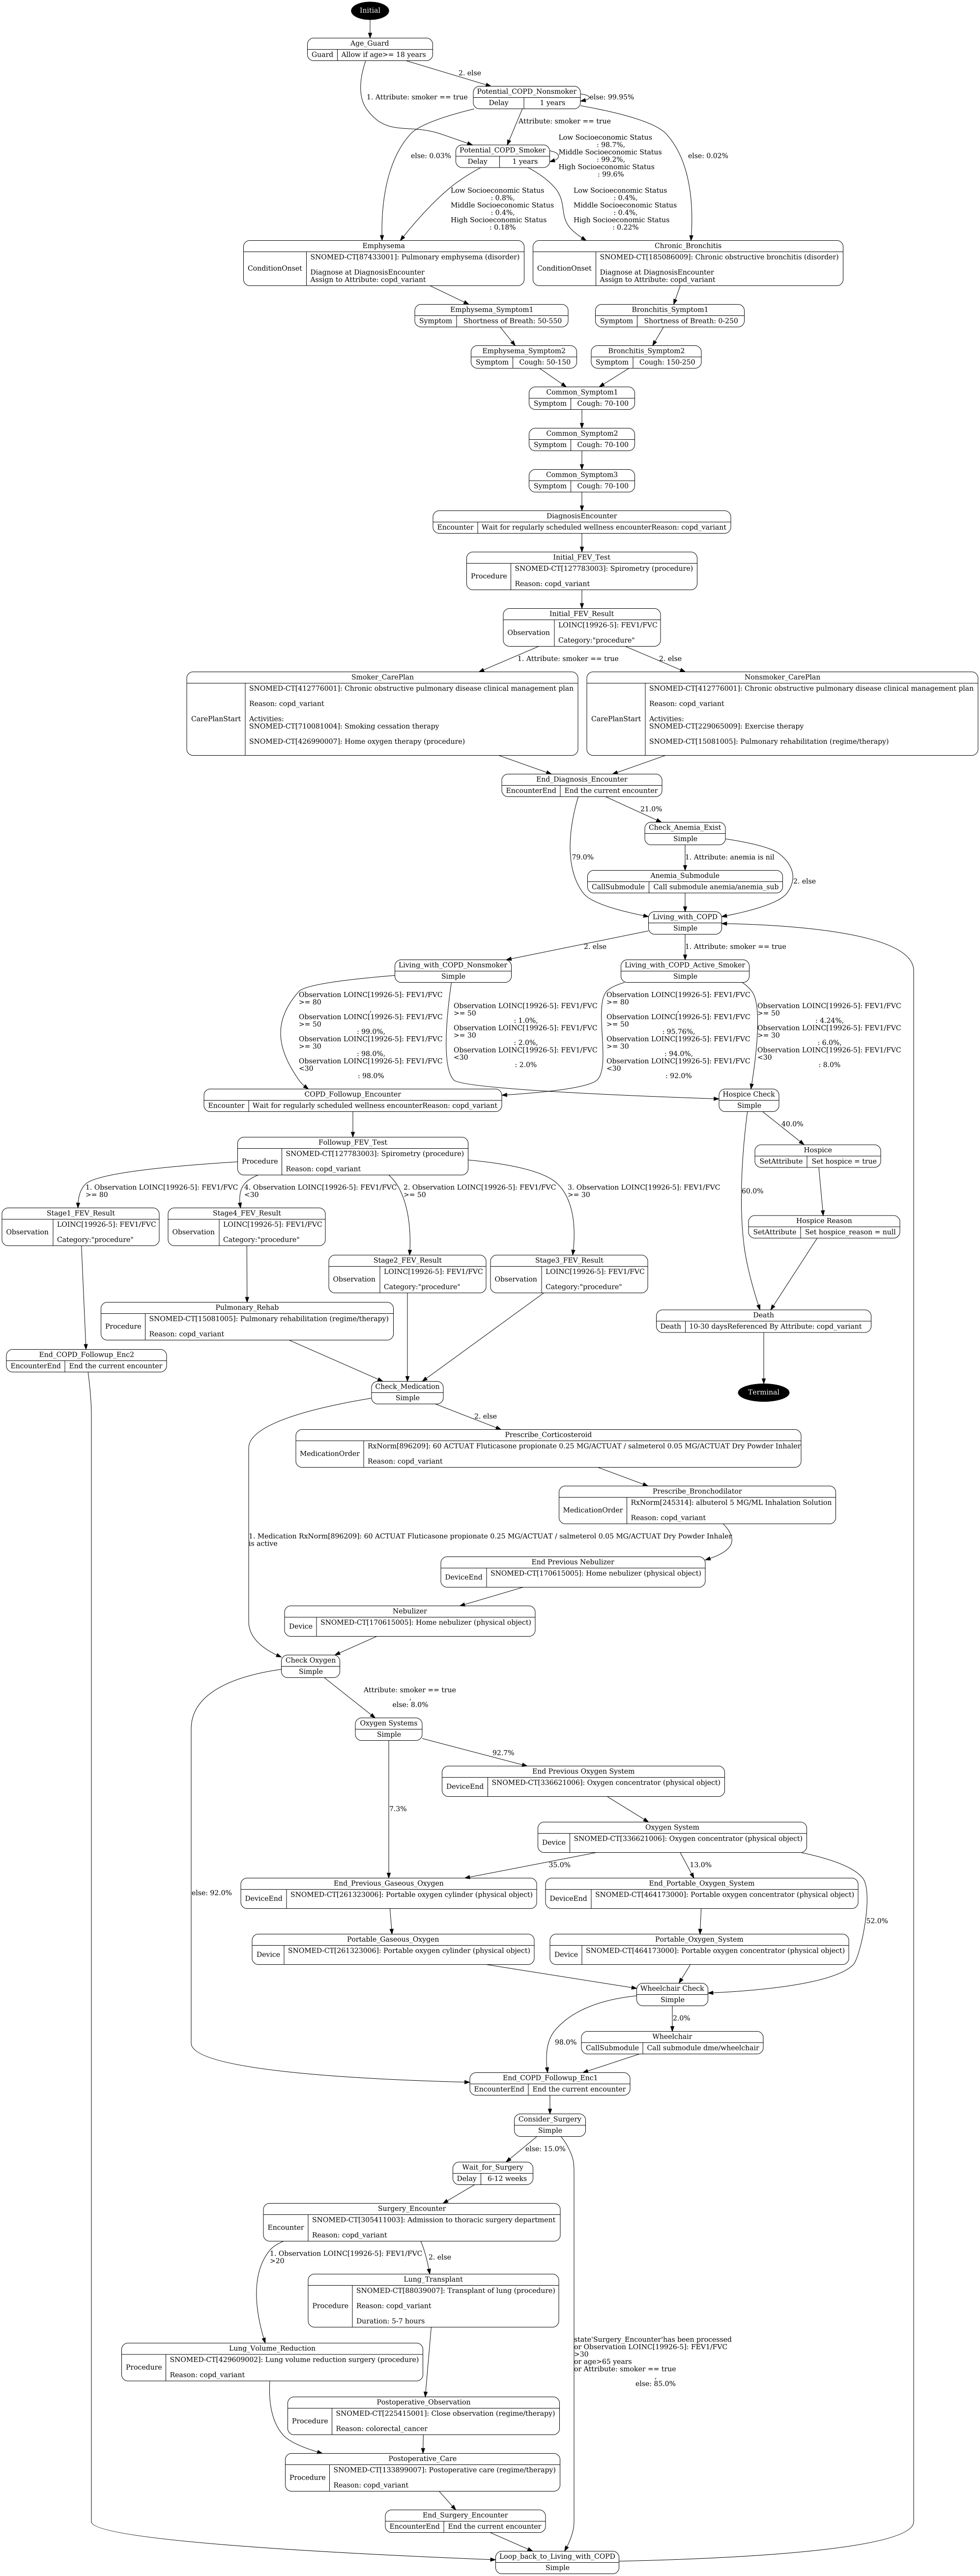 Initial
Age_Guard
Guard
Allow if age>= 18 years
1. Attribute: smoker == true
2. else
Potential_COPD_Nonsmoker
Delay
1 years
else: 99.95%
Attribute: smoker == true
else: 0.03%
else: 0.02%
Potential_COPD_Smoker
Delay
1 years
Low Socioeconomic Status
: 98.7%,
Middle Socioeconomic Status
: 99.2%,
High Socioeconomic Status
: 99.6%
Low Socioeconomic Status
: 0.8%,
Middle Socioeconomic Status
: 0.4%,
High Socioeconomic Status
: 0.18%
Low Socioeconomic Status
: 0.4%,
Middle Socioeconomic Status
: 0.4%,
High Socioeconomic Status
: 0.22%
Emphysema
ConditionOnset
SNOMED-CT[87433001]: Pulmonary emphysema (disorder)
Diagnose at DiagnosisEncounter
Assign to Attribute: copd_variant
Chronic_Bronchitis
ConditionOnset
SNOMED-CT[185086009]: Chronic obstructive bronchitis (disorder)
Diagnose at DiagnosisEncounter
Assign to Attribute: copd_variant
Emphysema_Symptom1
Symptom
Shortness of Breath: 50-550
Bronchitis_Symptom1
Symptom
Shortness of Breath: 0-250
Emphysema_Symptom2
Symptom
Cough: 50-150
Bronchitis_Symptom2
Symptom
Cough: 150-250
Common_Symptom1
Symptom
Cough: 70-100
Common_Symptom2
Symptom
Cough: 70-100
Common_Symptom3
Symptom
Cough: 70-100
DiagnosisEncounter
Encounter
Wait for regularly scheduled wellness encounterReason: copd_variant
Initial_FEV_Test
Procedure
SNOMED-CT[127783003]: Spirometry (procedure)
Reason: copd_variant
Initial_FEV_Result
Observation
LOINC[19926-5]: FEV1/FVC
Category:"procedure"
1. Attribute: smoker == true
2. else
Smoker_CarePlan
CarePlanStart
SNOMED-CT[412776001]: Chronic obstructive pulmonary disease clinical management plan
Reason: copd_variant
Activities:
SNOMED-CT[710081004]: Smoking cessation therapy
SNOMED-CT[426990007]: Home oxygen therapy (procedure)
Nonsmoker_CarePlan
CarePlanStart
SNOMED-CT[412776001]: Chronic obstructive pulmonary disease clinical management plan
Reason: copd_variant
Activities:
SNOMED-CT[229065009]: Exercise therapy
SNOMED-CT[15081005]: Pulmonary rehabilitation (regime/therapy)
End_Diagnosis_Encounter
EncounterEnd
End the current encounter
21.0%
79.0%
Check_Anemia_Exist
Simple
1. Attribute: anemia is nil
2. else
Anemia_Submodule
CallSubmodule
Call submodule anemia/anemia_sub
Living_with_COPD
Simple
2. else
1. Attribute: smoker == true
Living_with_COPD_Nonsmoker
Simple
Living_with_COPD_Active_Smoker
Simple
Observation LOINC[19926-5]: FEV1/FVC
>= 80
,
Observation LOINC[19926-5]: FEV1/FVC
>= 50
: 99.0%,
Observation LOINC[19926-5]: FEV1/FVC
>= 30
: 98.0%,
Observation LOINC[19926-5]: FEV1/FVC
<30
: 98.0%
Observation LOINC[19926-5]: FEV1/FVC
>= 50
: 1.0%,
Observation LOINC[19926-5]: FEV1/FVC
>= 30
: 2.0%,
Observation LOINC[19926-5]: FEV1/FVC
<30
: 2.0%
Observation LOINC[19926-5]: FEV1/FVC
>= 80
,
Observation LOINC[19926-5]: FEV1/FVC
>= 50
: 95.76%,
Observation LOINC[19926-5]: FEV1/FVC
>= 30
: 94.0%,
Observation LOINC[19926-5]: FEV1/FVC
<30
: 92.0%
Observation LOINC[19926-5]: FEV1/FVC
>= 50
: 4.24%,
Observation LOINC[19926-5]: FEV1/FVC
>= 30
: 6.0%,
Observation LOINC[19926-5]: FEV1/FVC
<30
: 8.0%
COPD_Followup_Encounter
Encounter
Wait for regularly scheduled wellness encounterReason: copd_variant
Hospice Check
Simple
40.0%
60.0%
Hospice
SetAttribute
Set hospice = true
Hospice Reason
SetAttribute
Set hospice_reason = null
Death
Death
10-30 daysReferenced By Attribute: copd_variant
Terminal
Followup_FEV_Test
Procedure
SNOMED-CT[127783003]: Spirometry (procedure)
Reason: copd_variant
1. Observation LOINC[19926-5]: FEV1/FVC
>= 80
4. Observation LOINC[19926-5]: FEV1/FVC
<30
2. Observation LOINC[19926-5]: FEV1/FVC
>= 50
3. Observation LOINC[19926-5]: FEV1/FVC
>= 30
Stage1_FEV_Result
Observation
LOINC[19926-5]: FEV1/FVC
Category:"procedure"
Stage4_FEV_Result
Observation
LOINC[19926-5]: FEV1/FVC
Category:"procedure"
Stage2_FEV_Result
Observation
LOINC[19926-5]: FEV1/FVC
Category:"procedure"
Stage3_FEV_Result
Observation
LOINC[19926-5]: FEV1/FVC
Category:"procedure"
Pulmonary_Rehab
Procedure
SNOMED-CT[15081005]: Pulmonary rehabilitation (regime/therapy)
Reason: copd_variant
End_COPD_Followup_Enc2
EncounterEnd
End the current encounter
Check_Medication
Simple
2. else
Prescribe_Corticosteroid
MedicationOrder
RxNorm[896209]: 60 ACTUAT Fluticasone propionate 0.25 MG/ACTUAT / salmeterol 0.05 MG/ACTUAT Dry Powder Inhaler
Reason: copd_variant
Prescribe_Bronchodilator
MedicationOrder
RxNorm[245314]: albuterol 5 MG/ML Inhalation Solution
Reason: copd_variant
1. Medication RxNorm[896209]: 60 ACTUAT Fluticasone propionate 0.25 MG/ACTUAT / salmeterol 0.05 MG/ACTUAT Dry Powder Inhaler
is active
End Previous Nebulizer
DeviceEnd
SNOMED-CT[170615005]: Home nebulizer (physical object)
Nebulizer
Device
SNOMED-CT[170615005]: Home nebulizer (physical object)
Check Oxygen
Simple
Attribute: smoker == true
,
else: 8.0%
Oxygen Systems
Simple
92.7%
7.3%
End Previous Oxygen System
DeviceEnd
SNOMED-CT[336621006]: Oxygen concentrator (physical object)
Oxygen System
Device
SNOMED-CT[336621006]: Oxygen concentrator (physical object)
35.0%
13.0%
52.0%
else: 92.0%
End_Previous_Gaseous_Oxygen
DeviceEnd
SNOMED-CT[261323006]: Portable oxygen cylinder (physical object)
End_Portable_Oxygen_System
DeviceEnd
SNOMED-CT[464173000]: Portable oxygen concentrator (physical object)
Portable_Gaseous_Oxygen
Device
SNOMED-CT[261323006]: Portable oxygen cylinder (physical object)
Portable_Oxygen_System
Device
SNOMED-CT[464173000]: Portable oxygen concentrator (physical object)
Wheelchair Check
Simple
2.0%
98.0%
Wheelchair
CallSubmodule
Call submodule dme/wheelchair
End_COPD_Followup_Enc1
EncounterEnd
End the current encounter
Consider_Surgery
Simple
else: 15.0%
Wait_for_Surgery
Delay
6-12 weeks
Surgery_Encounter
Encounter
SNOMED-CT[305411003]: Admission to thoracic surgery department
Reason: copd_variant
1. Observation LOINC[19926-5]: FEV1/FVC
>20
2. else
Lung_Transplant
Procedure
SNOMED-CT[88039007]: Transplant of lung (procedure)
Reason: copd_variant
Duration: 5-7 hours
state'Surgery_Encounter'has been processed
or Observation LOINC[19926-5]: FEV1/FVC
>30
or age>65 years
or Attribute: smoker == true
,
else: 85.0%
Lung_Volume_Reduction
Procedure
SNOMED-CT[429609002]: Lung volume reduction surgery (procedure)
Reason: copd_variant
Postoperative_Observation
Procedure
SNOMED-CT[225415001]: Close observation (regime/therapy)
Reason: colorectal_cancer
Postoperative_Care
Procedure
SNOMED-CT[133899007]: Postoperative care (regime/therapy)
Reason: copd_variant
End_Surgery_Encounter
EncounterEnd
End the current encounter
Loop_back_to_Living_with_COPD
Simple